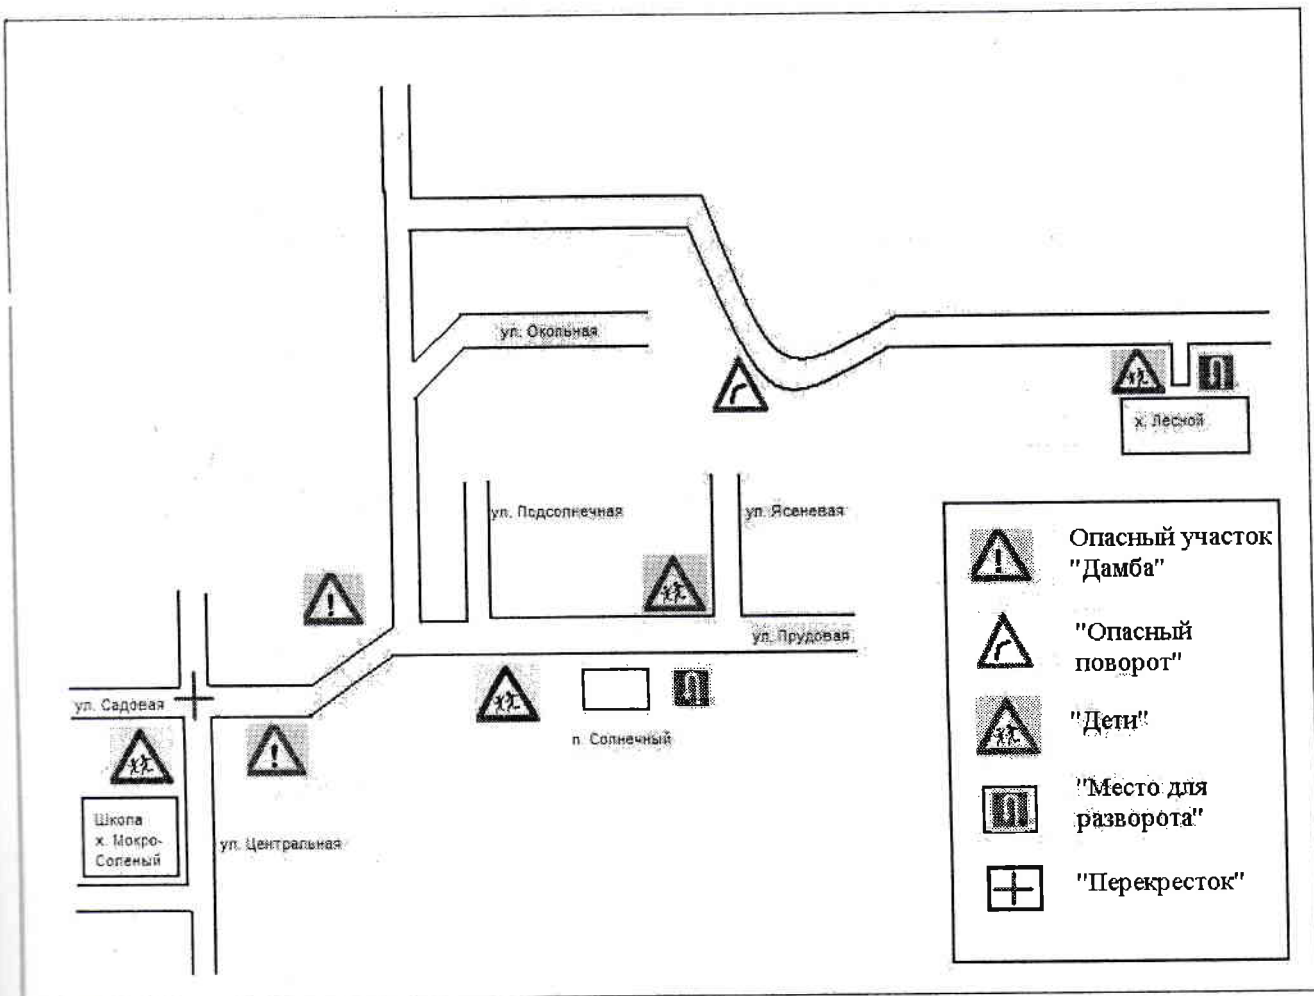 ул. Окольная
х. Лесной
ул. Подсолнечная
ул. Ясеневая
ул. Прудовая
ул. Садовая
п. Солнечный
Школа
х. Мокро-
Соленый
ул. Центральная
Опасный участок
"Дамба"
"Опасный
поворот"
"Дети"
"Место для
разворота"
"Перекресток"